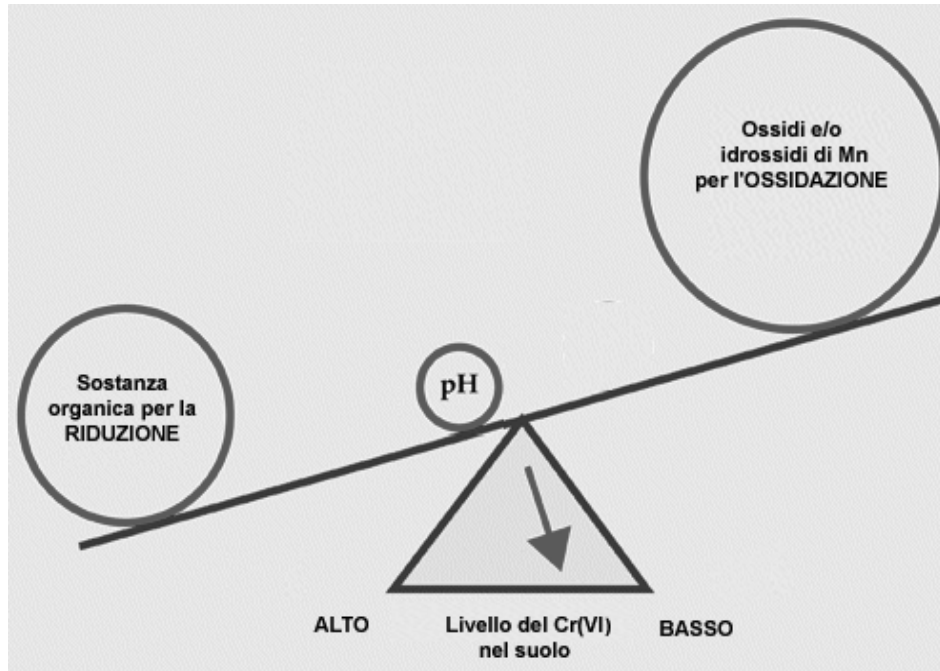 Ossidi e/o
idrossidi di Mn
per l'OSSIDAZIONE
Sostanza
organica per la
RIDUZIONE
pH
ALTO
Livello del Cr(VI)
nel suolo
BASSO